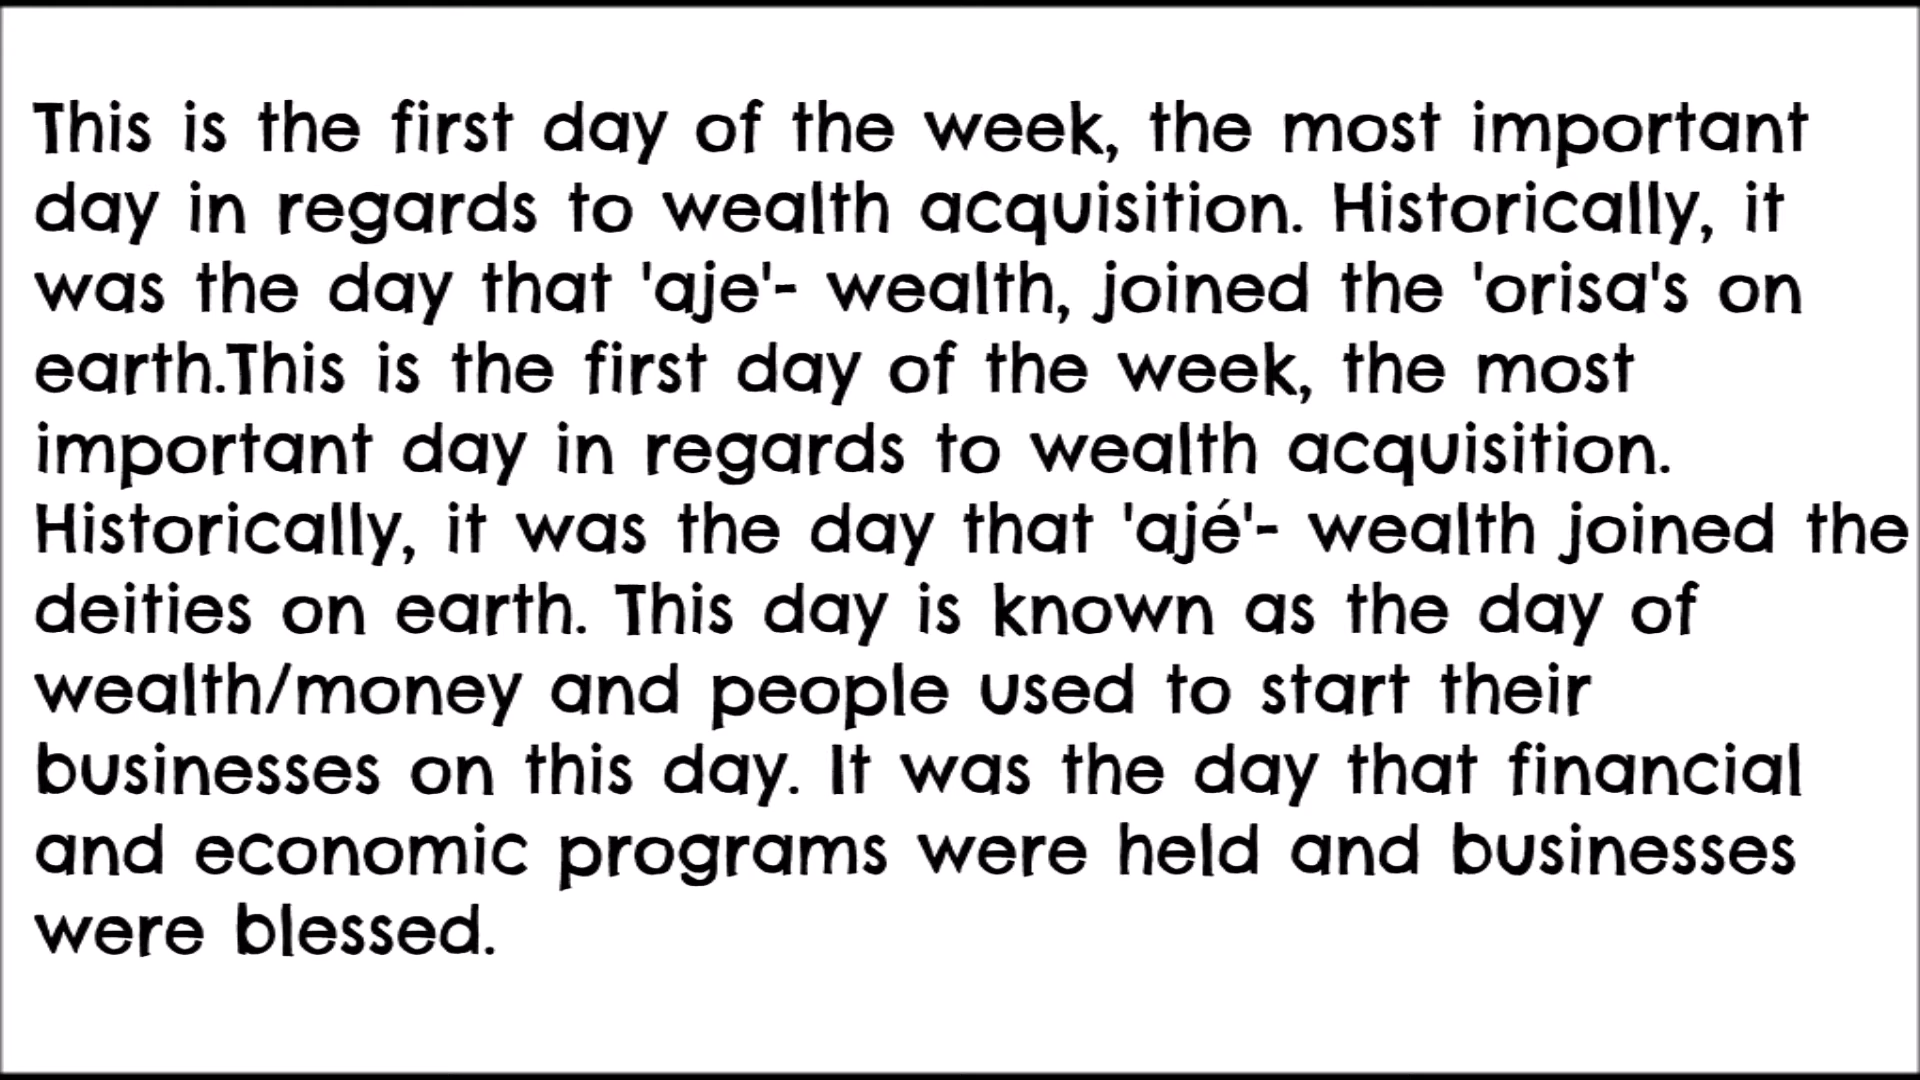 This is the first day of the week, the most important
day in regards to wealth acquisition. Historically, it
was the day that 'aje'- wealth, joined the 'orisa's on
earth.This is the first day of the week, the most
important day in regards to wealth acquisition.
Historically, it was the day that 'ajé'- wealth joined the
deities on earth. This day is known as the day of
wealth/money and people used to start their
businesses on this day. It was the day that financial
and economic programs were held and businesses
were blessed.